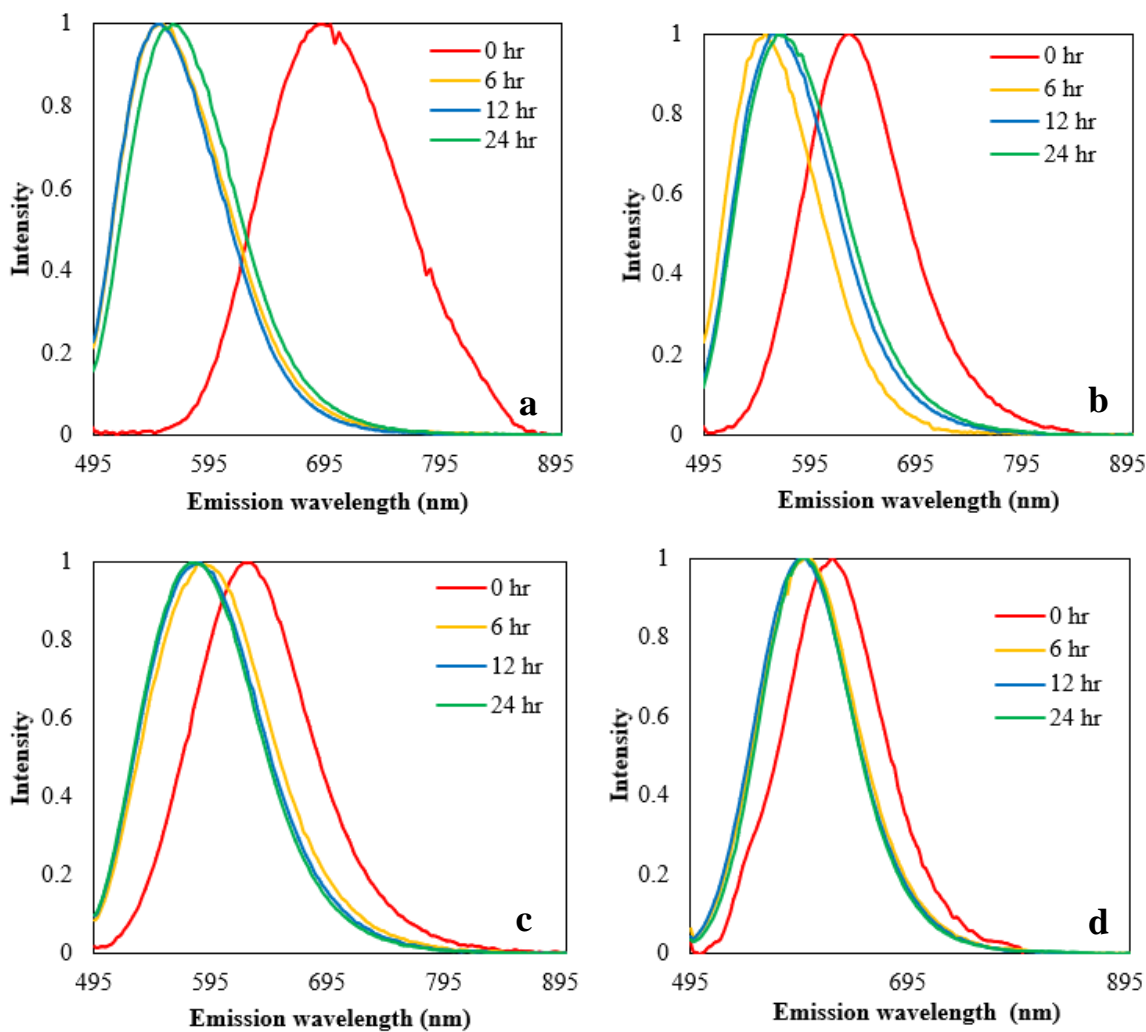 1
0.8
0.6
0.4
0.2
0
Intensity
0 hr
6 hr
12 hr
24 hr
a
495 595 695 795 895
Emission wavelength (nm)
1
0.8
0.6
0.4
0.2
0
Intensity
0 hr
6 hr
12 hr
24 hr
b
495 595 695 795 895
Emission wavelength (nm)
1
0.8
0.6
0.4
0.2
0
Intensity
0 hr
6 hr
12 hr
24 hr
c
495 595 695 795 895
Emission wavelength (nm)
1
0.8
0.6
0.4
0.2
0
Intensity
0 hr
6 hr
12 hr
24 hr
d
495 695 895
Emission wavelength (nm)